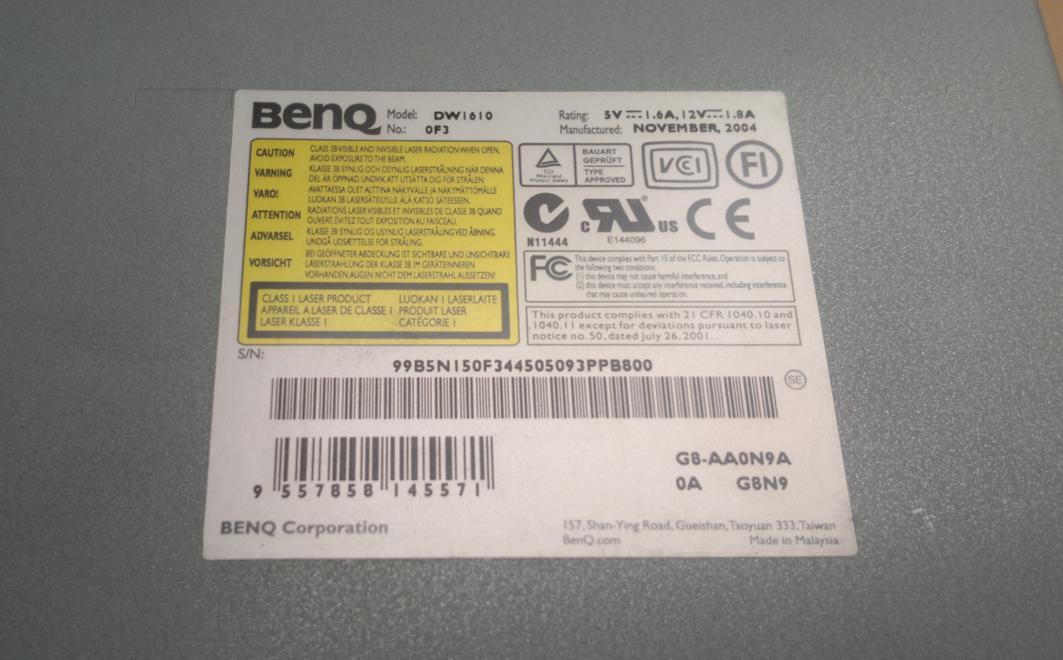 BenQ Model: DW1610
No.: 0F3
Rating: 5V 1.6A, 12V 1.8A
Manufactured: NOVEMBER, 2004
CAUTION CLASS 3B VISIBLE AND INVISIBLE LASER RADIATION WHEN OPEN,
AVOID EXPOSURE TO THE BEAM.
VARNING KLASSE 3B SYNLIG OCH OSYNLIG LASERSTRÅLNING NÄR DENNA
DEL ÄR ÖPPNAD. UNDVIK ATT UTSÄTTA DIG FÖR STRÅLEN.
VARO! AVATTAESSA OLET ALTTINA NÄKYVÄLLE JA NÄKYMÄTTÖMÄLLE
LUOKAN 3B LASERSÄTEILYLLE. ÄLÄ KATSO SÄTEESEEN.
ATTENTION RADIATIONS LASER VISIBLES ET INVISIBLES DE CLASSE 3B QUAND
OUVERT. ÉVITEZ TOUT EXPOSITION AU FAISCEAU.
ADVARSEL KLASSE 3B SYNLIG OG USYNLIG LASERSTRÅLING VED ÅBNING.
UNDGÅ UDSÆTTELSE FOR STRÅLING.
VORSICHT BEI GEÖFFNETER ABDECKUNG IST SICHTBARE UND UNSICHTBARE
LASERSTRAHLUNG DER KLASSE 3B IM GERÄTEINNEREN
VORHANDEN. AUGEN NICHT DEM LASERSTRAHL AUSSETZEN!
CLASS 1 LASER PRODUCT LUOKAN 1 LASERLAITE
APPAREIL A LASER DE CLASSE 1 PRODUIT LASER
LASER KLASSE 1 CATÉGORIE 1
TÜV
Rheinland
Product Safety
BAUART
GEPRÜFT
TYPE
APPROVED
VCCI
FI
N11444
c RU us
E144096
CE
FC This device complies with Part 15 of the FCC Rules. Operation is subject to
the following two conditions:
(1) this device may not cause harmful interference, and
(2) this device must accept any interference received, including interference
that may cause undesired operation.
This product complies with 21 CFR 1040.10 and
1040.11 except for deviations pursuant to laser
notice no. 50, dated July 26, 2001.
S/N:
99B5N150F344505093PPB800
SE
9 557858 145571
G8-AA0N9A
0A G8N9
BENQ Corporation
157, Shan-Ying Road, Gueishan, Taoyuan 333, Taiwan
BenQ.com Made in Malaysia